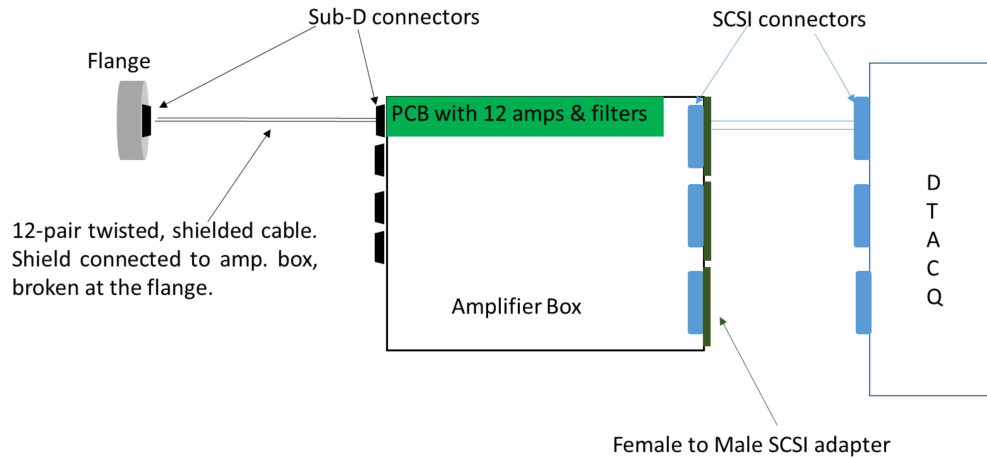 Sub-D connectors
SCSI connectors
Flange
PCB with 12 amps & filters
D
T
A
C
Q
12-pair twisted, shielded cable.
Shield connected to amp. box,
broken at the flange.
Amplifier Box
Female to Male SCSI adapter